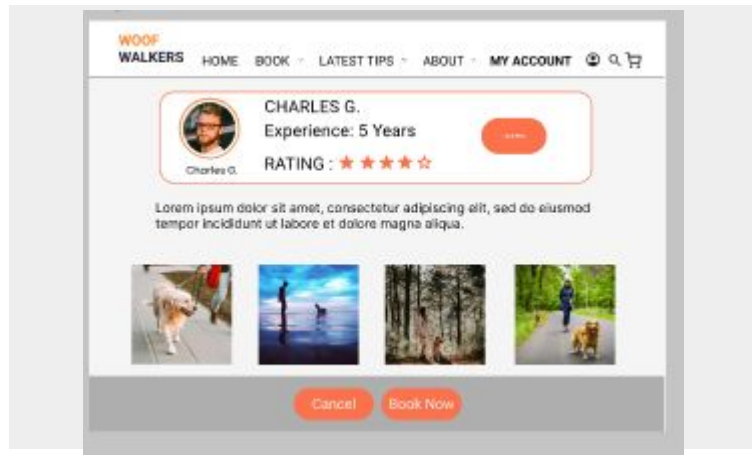 WOOF
WALKERS
HOME BOOK LATEST TIPS ABOUT MY ACCOUNT
CHARLES G.
Experience: 5 Years
RATING :
Charles G.
Lorem ipsum dolor sit amet, consectetur adipiscing elit, sed do eiusmod
tempor incididunt ut labore et dolore magna aliqua.
Cancel Book Now